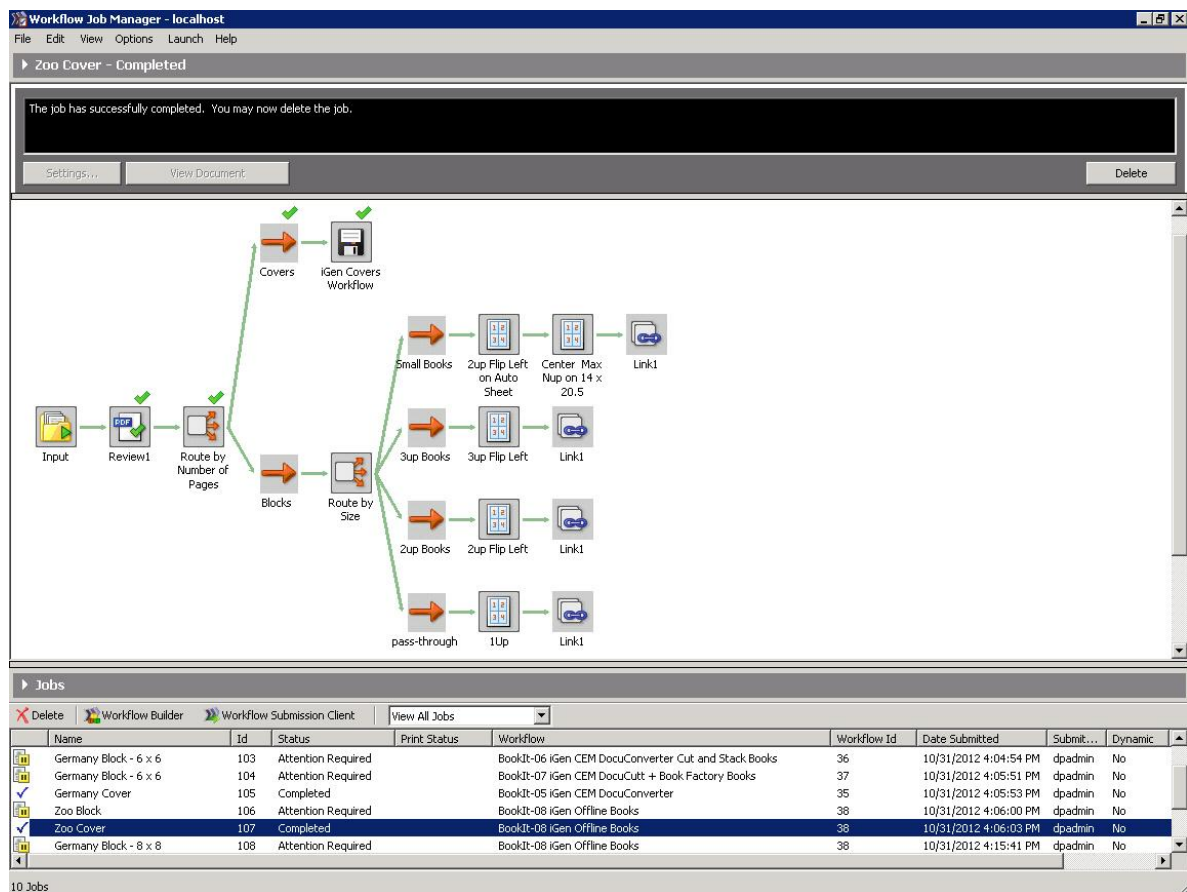 Workflow Job Manager - localhost
File Edit View Options Launch Help
Zoo Cover - Completed
The job has successfully completed. You may now delete the job.
Settings... View Document Delete
Covers
iGen Covers
Workflow
Small Books
2up Flip Left
on Auto
Sheet
Center Max
Nup on 14 x
20.5
Link1
Input
PDF
Review1
Route by
Number of
Pages
3up Books
3up Flip Left
Link1
Blocks
Route by
Size
2up Books
2up Flip Left
Link1
pass-through
1Up
Link1
Jobs
Delete Workflow Builder Workflow Submission Client View All Jobs
Name Id Status Print Status Workflow Workflow Id Date Submitted Submit... Dynamic
Germany Block - 6 x 6 103 Attention Required BookIt-06 iGen CEM DocuConverter Cut and Stack Books 36 10/31/2012 4:04:54 PM dpadmin No
Germany Block - 6 x 6 104 Attention Required BookIt-07 iGen CEM DocuCutt + Book Factory Books 37 10/31/2012 4:05:51 PM dpadmin No
Germany Cover 105 Completed BookIt-05 iGen CEM DocuConverter 35 10/31/2012 4:05:53 PM dpadmin No
Zoo Block 106 Attention Required BookIt-08 iGen Offline Books 38 10/31/2012 4:06:00 PM dpadmin No
Zoo Cover 107 Completed BookIt-08 iGen Offline Books 38 10/31/2012 4:06:03 PM dpadmin No
Germany Block - 8 x 8 108 Attention Required BookIt-08 iGen Offline Books 38 10/31/2012 4:15:41 PM dpadmin No
10 Jobs